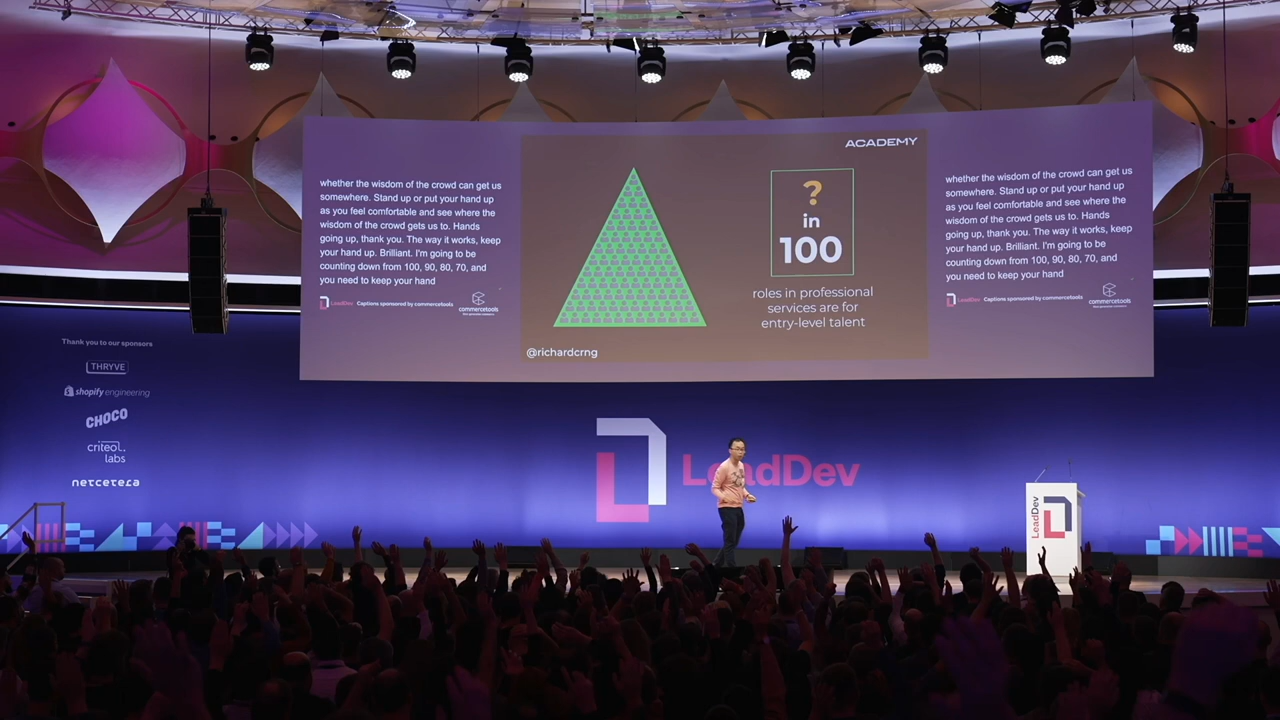 whether the wisdom of the crowd can get us
somewhere. Stand up or put your hand up
as you feel comfortable and see where the
wisdom of the crowd gets us to. Hands
going up, thank you. The way it works, keep
your hand up. Brilliant. I'm going to be
counting down from 100, 90, 80, 70, and
you need to keep your hand
LeadDev
Captions sponsored by commercetools
commercetools
ACADEMY
?
in
100
roles in professional
services are for
entry-level talent
@richardcrng
whether the wisdom of the crowd can get us
somewhere. Stand up or put your hand up
as you feel comfortable and see where the
wisdom of the crowd gets us to. Hands
going up, thank you. The way it works, keep
your hand up. Brilliant. I'm going to be
counting down from 100, 90, 80, 70, and
you need to keep your hand
LeadDev
Captions sponsored by commercetools
commercetools
Thank you to our sponsors
THRYVE
shopify engineering
CHOCO
criteol.
labs
netcetera
LeadDev
LeadDev